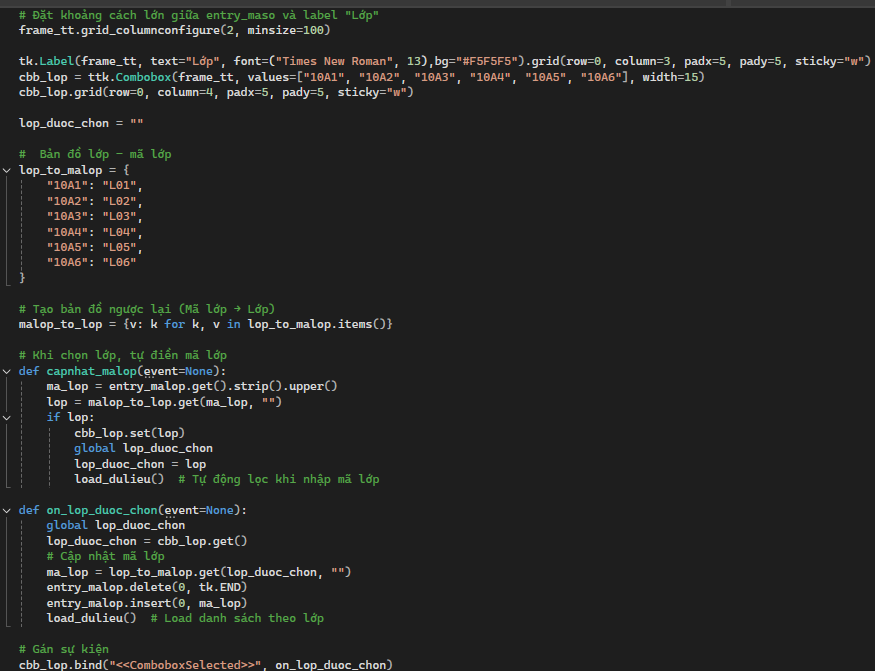 # Đặt khoảng cách lớn giữa entry_maso và label "Lớp"
frame_tt.grid_columnconfigure(2, minsize=100)
tk.Label(frame_tt, text="Lớp", font=("Times New Roman", 13),bg="#F5F5F5").grid(row=0, column=3, padx=5, pady=5, sticky="w")
cbb_lop = ttk.Combobox(frame_tt, values=["10A1", "10A2", "10A3", "10A4", "10A5", "10A6"], width=15)
cbb_lop.grid(row=0, column=4, padx=5, pady=5, sticky="w")
lop_duoc_chon = ""
#  Bản đồ lớp – mã lớp
lop_to_malop = {
    "10A1": "L01",
    "10A2": "L02",
    "10A3": "L03",
    "10A4": "L04",
    "10A5": "L05",
    "10A6": "L06"
}
# Tạo bản đồ ngược lại (Mã lớp → Lớp)
malop_to_lop = {v: k for k, v in lop_to_malop.items()}
# Khi chọn lớp, tự điền mã lớp
def capnhat_malop(event=None):
    ma_lop = entry_malop.get().strip().upper()
    lop = malop_to_lop.get(ma_lop, "")
    if lop:
        cbb_lop.set(lop)
        global lop_duoc_chon
        lop_duoc_chon = lop
        load_dulieu()  # Tự động lọc khi nhập mã lớp
def on_lop_duoc_chon(event=None):
    global lop_duoc_chon
    lop_duoc_chon = cbb_lop.get()
    # Cập nhật mã lớp
    ma_lop = lop_to_malop.get(lop_duoc_chon, "")
    entry_malop.delete(0, tk.END)
    entry_malop.insert(0, ma_lop)
    load_dulieu()  # Load danh sách theo lớp
# Gán sự kiện
cbb_lop.bind("<<ComboboxSelected>>", on_lop_duoc_chon)